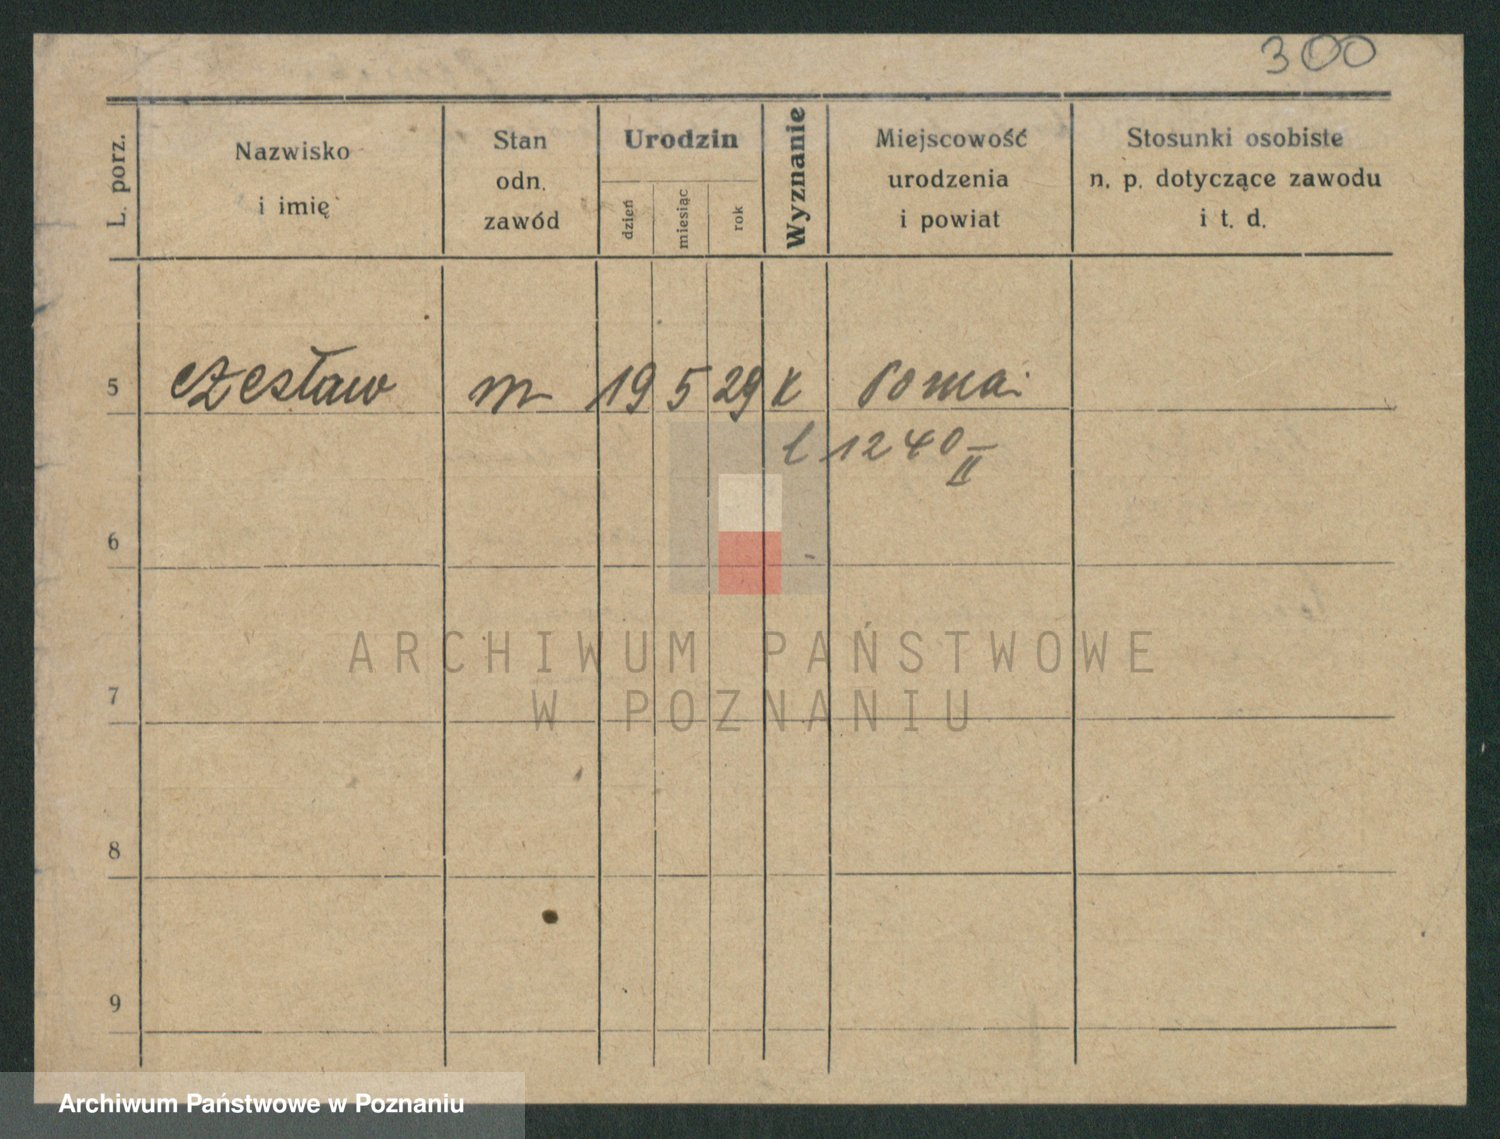 300
L. porz.
Nazwisko
i imię
Stan
odn.
zawód
Urodzin
dzień
miesiąc
rok
Wyznanie
Miejscowość
urodzenia
i powiat
Stosunki osobiste
n. p. dotyczące zawodu
i t. d.
5 Czesław m 19 5 29 k
l 1240 II
6
7
8
9
ARCHIWUM PAŃSTWOWE
W POZNANIU
Archiwum Państwowe w Poznaniu